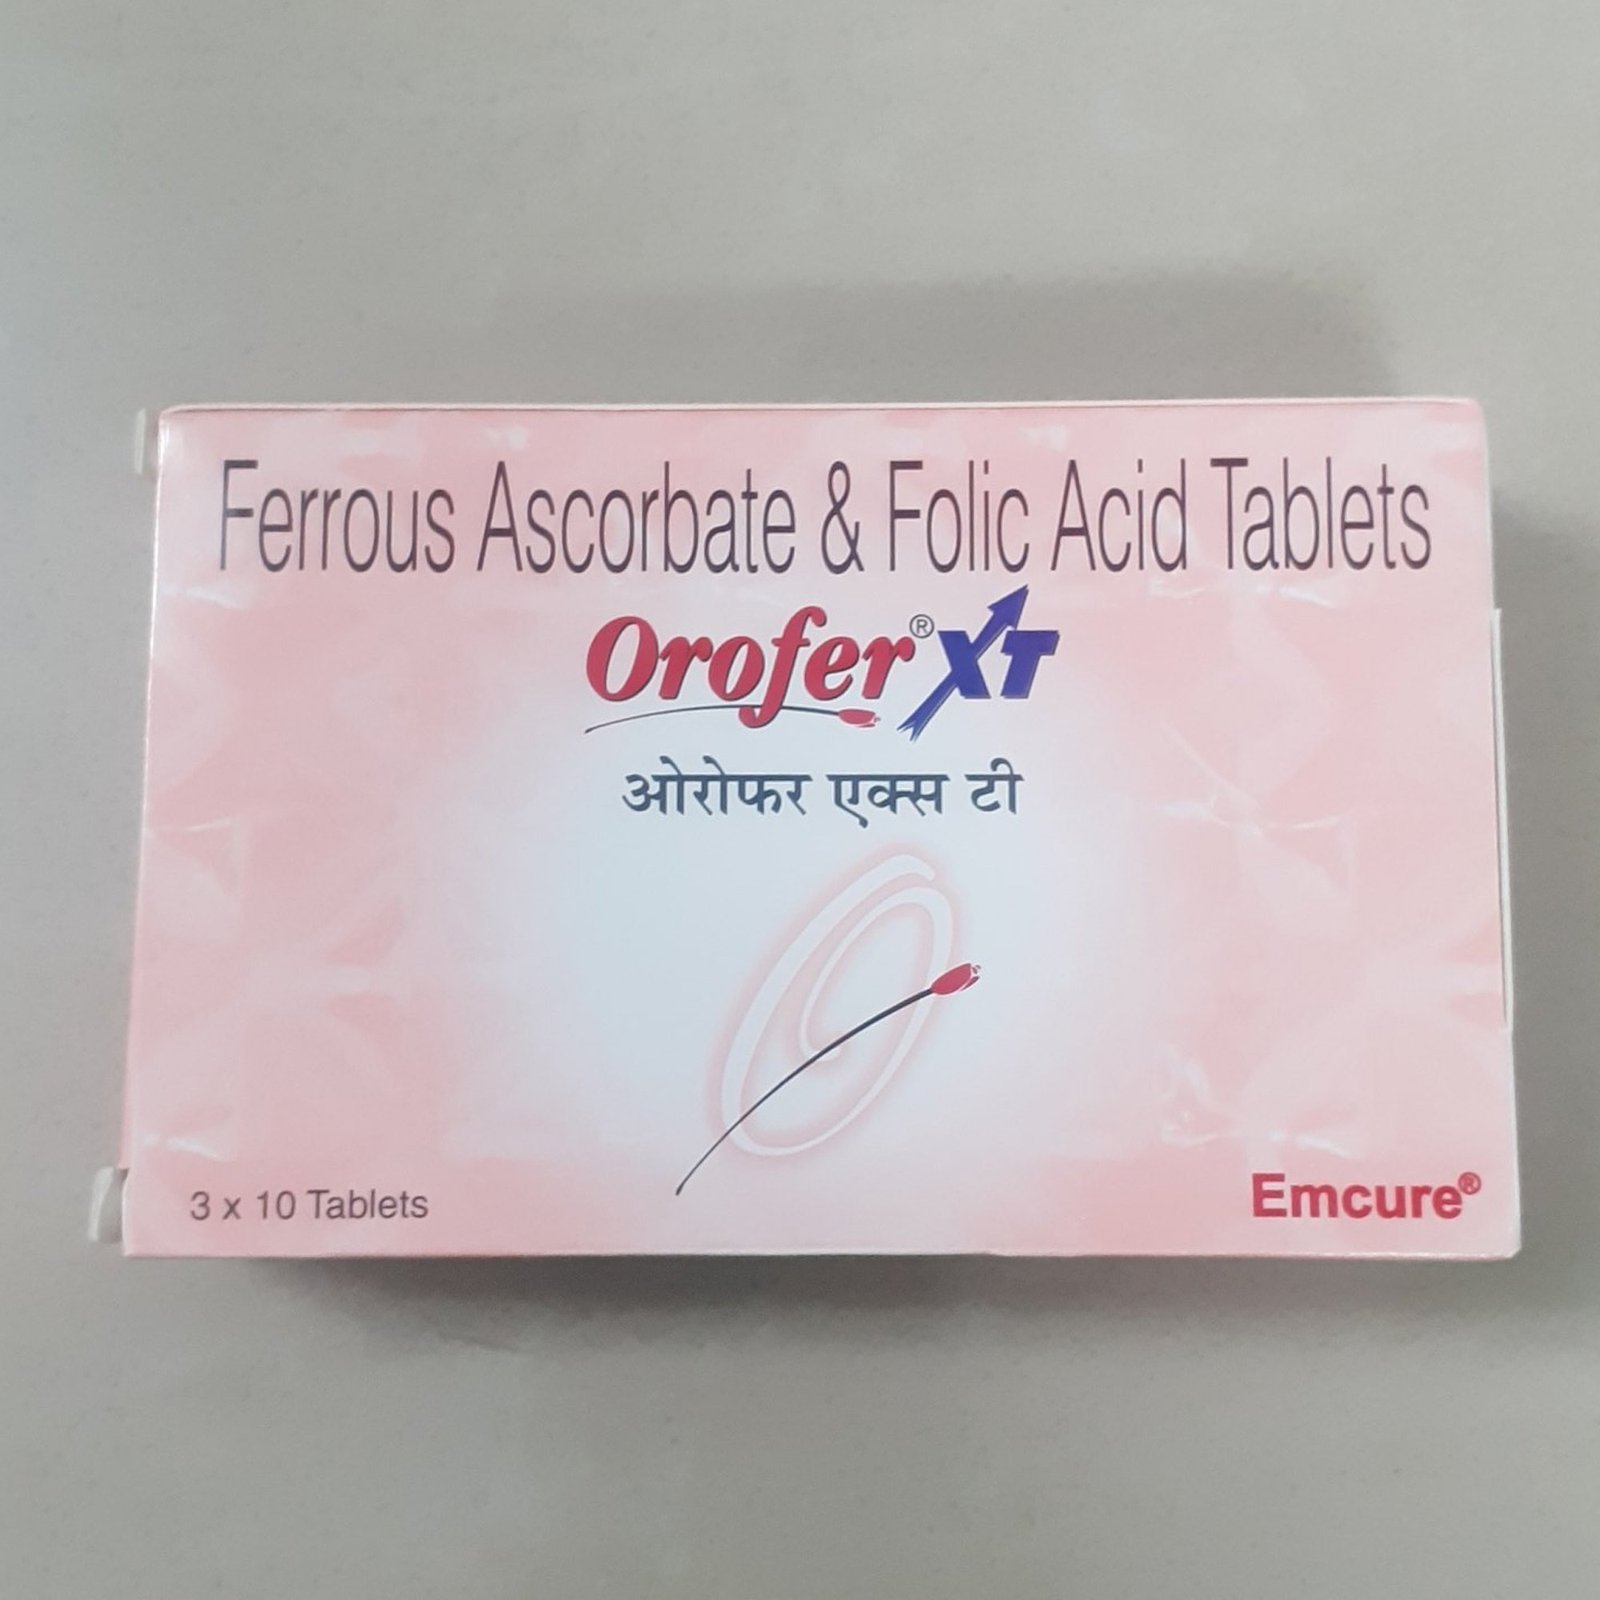 Ferrous Ascorbate & Folic Acid Tablets
Orofer® XT
ओरोफर एक्स टी
3 x 10 Tablets
Emcure®